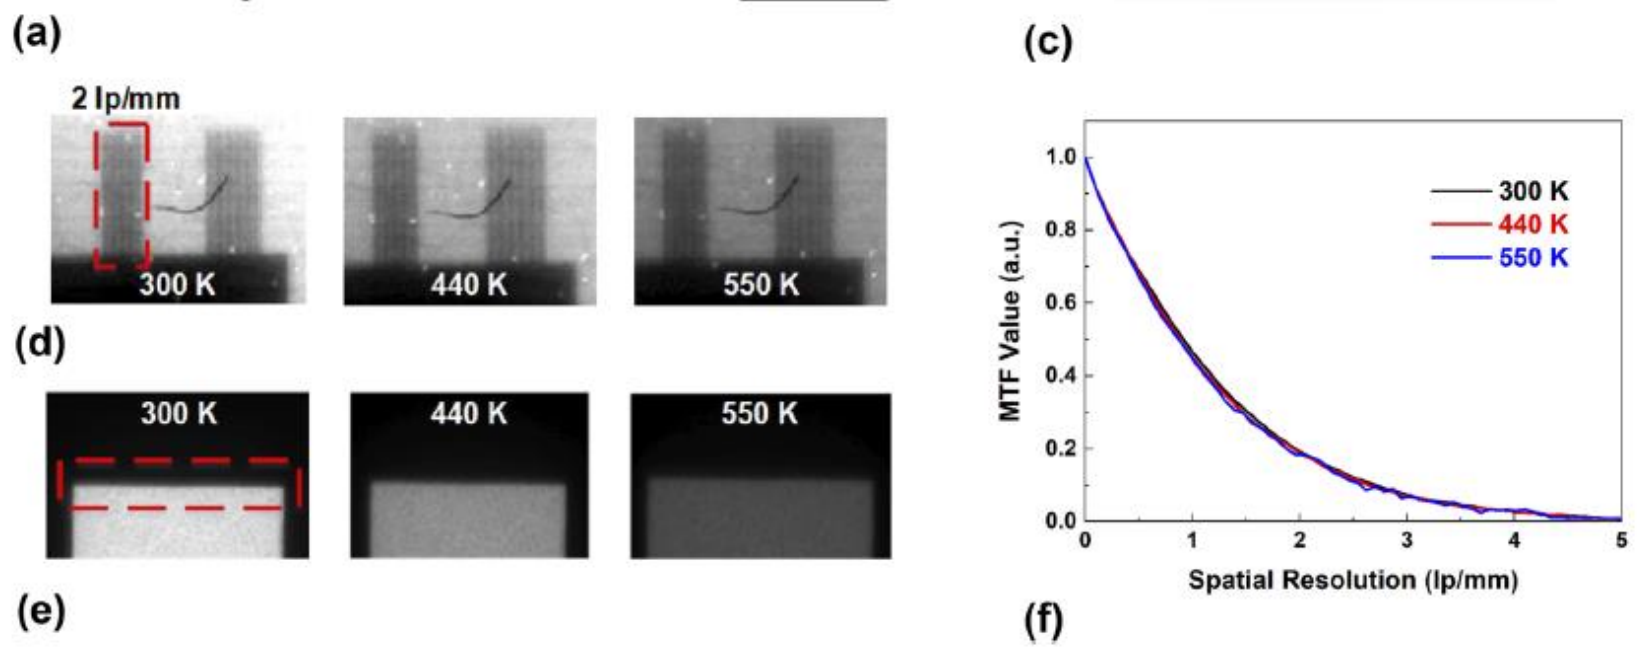 (a)
2 lp/mm
300 K
440 K
550 K
(d)
300 K
440 K
550 K
(e)
(c)
MTF Value (a.u.)
1.0
0.8
0.6
0.4
0.2
0.0
300 K
440 K
550 K
0 1 2 3 4 5
Spatial Resolution (lp/mm)
(f)